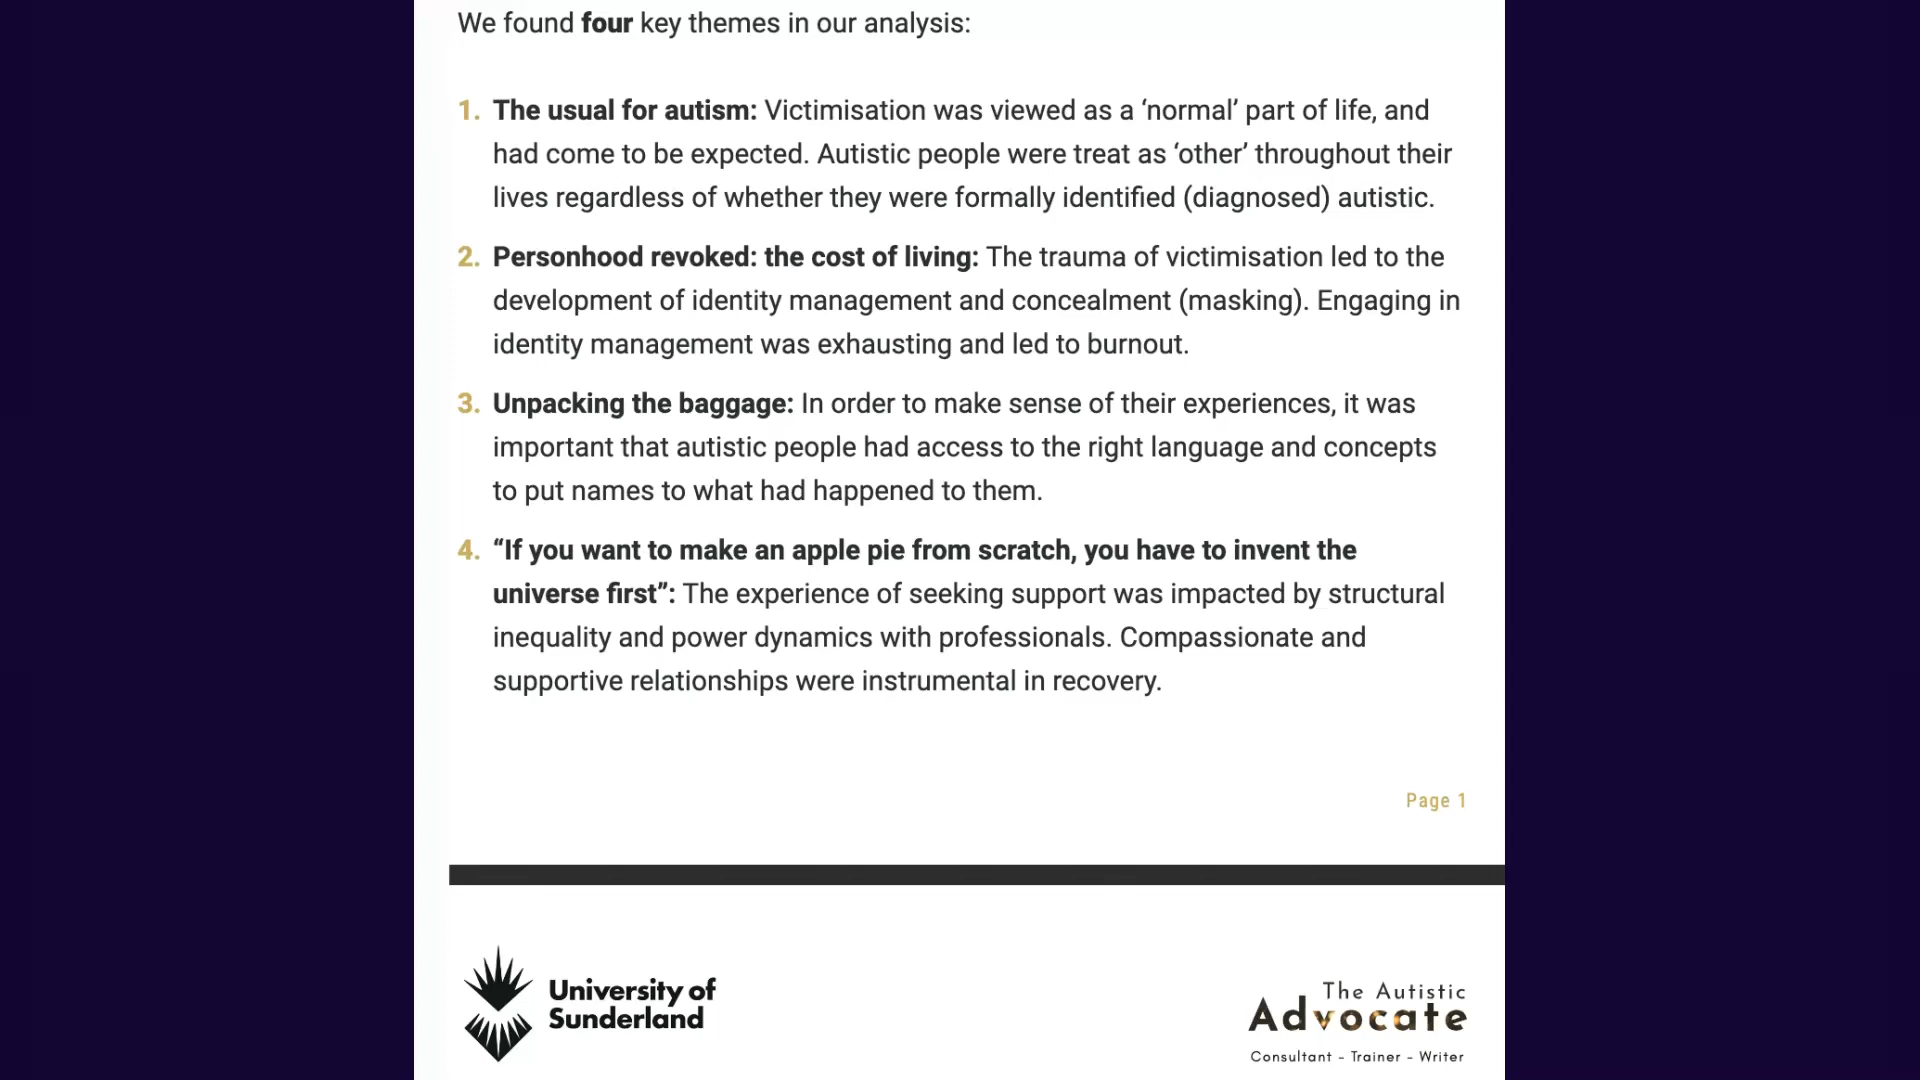 We found four key themes in our analysis:
1. The usual for autism: Victimisation was viewed as a ‘normal’ part of life, and
had come to be expected. Autistic people were treat as ‘other’ throughout their
lives regardless of whether they were formally identified (diagnosed) autistic.
2. Personhood revoked: the cost of living: The trauma of victimisation led to the
development of identity management and concealment (masking). Engaging in
identity management was exhausting and led to burnout.
3. Unpacking the baggage: In order to make sense of their experiences, it was
important that autistic people had access to the right language and concepts
to put names to what had happened to them.
4. “If you want to make an apple pie from scratch, you have to invent the
universe first”: The experience of seeking support was impacted by structural
inequality and power dynamics with professionals. Compassionate and
supportive relationships were instrumental in recovery.
Page 1
University of
Sunderland
The Autistic
Advocate
Consultant - Trainer - Writer